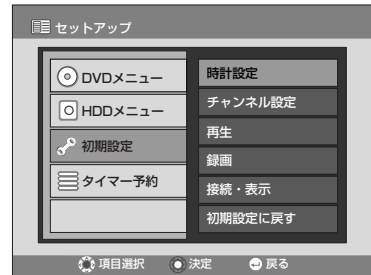 セットアップ
DVDメニュー
HDDメニュー
初期設定
タイマー予約
時計設定
チャンネル設定
再生
録画
接続・表示
初期設定に戻す
項目選択 決定 戻る